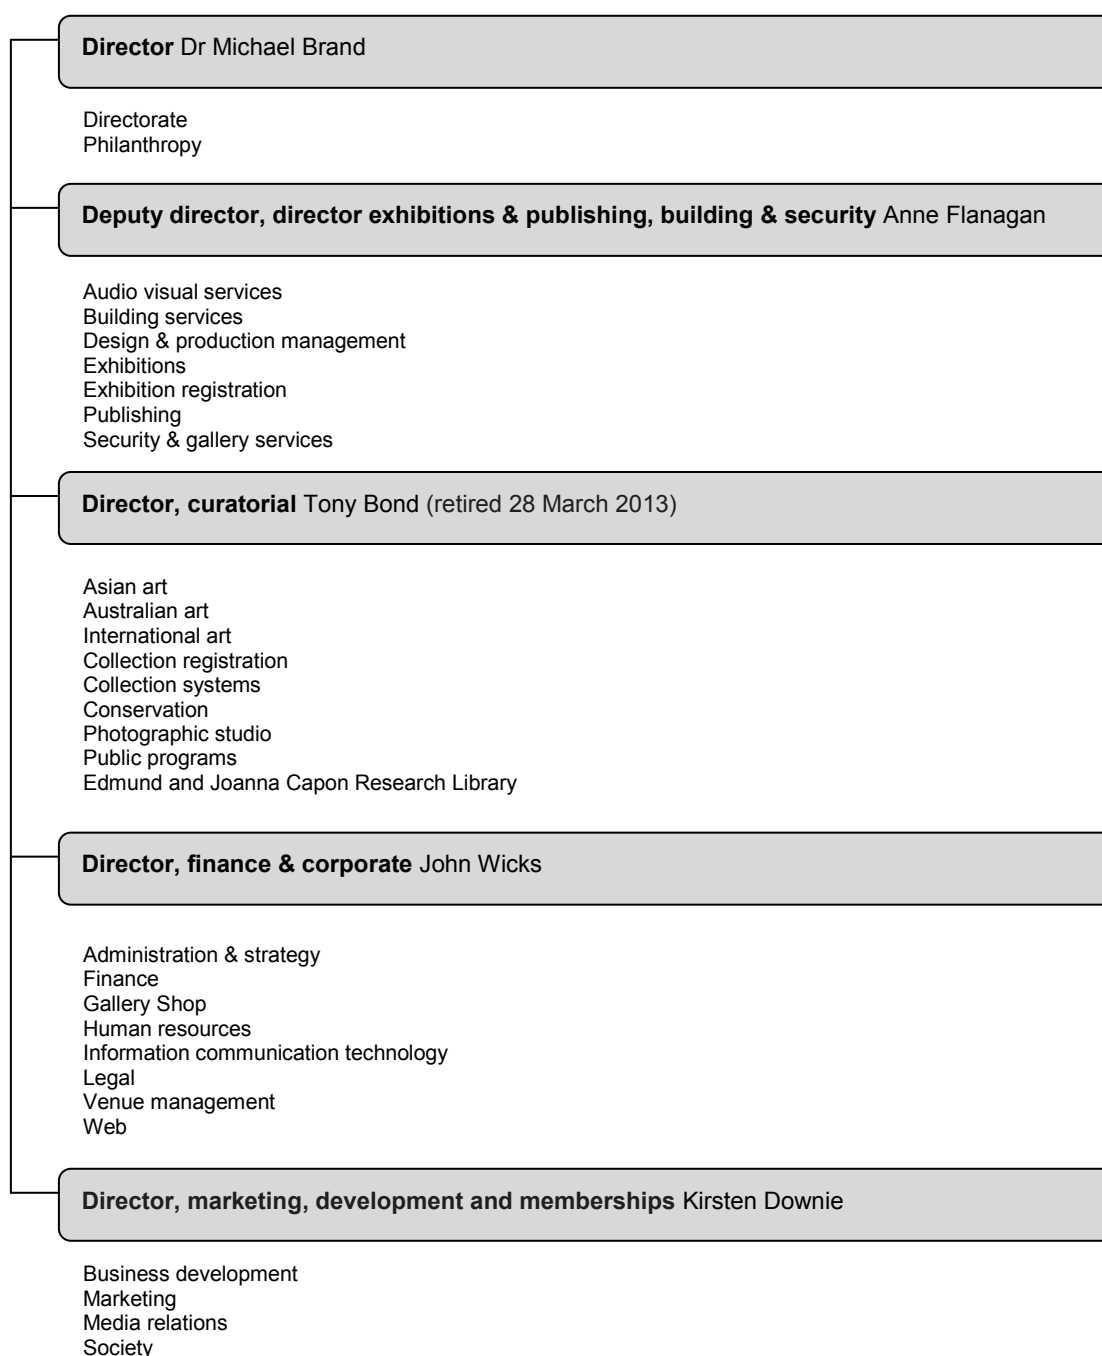 Director Dr Michael Brand
Directorate
Philanthropy
Deputy director, director exhibitions & publishing, building & security Anne Flanagan
Audio visual services
Building services
Design & production management
Exhibitions
Exhibition registration
Publishing
Security & gallery services
Director, curatorial Tony Bond (retired 28 March 2013)
Asian art
Australian art
International art
Collection registration
Collection systems
Conservation
Photographic studio
Public programs
Edmund and Joanna Capon Research Library
Director, finance & corporate John Wicks
Administration & strategy
Finance
Gallery Shop
Human resources
Information communication technology
Legal
Venue management
Web
Director, marketing, development and memberships Kirsten Downie
Business development
Marketing
Media relations
Society